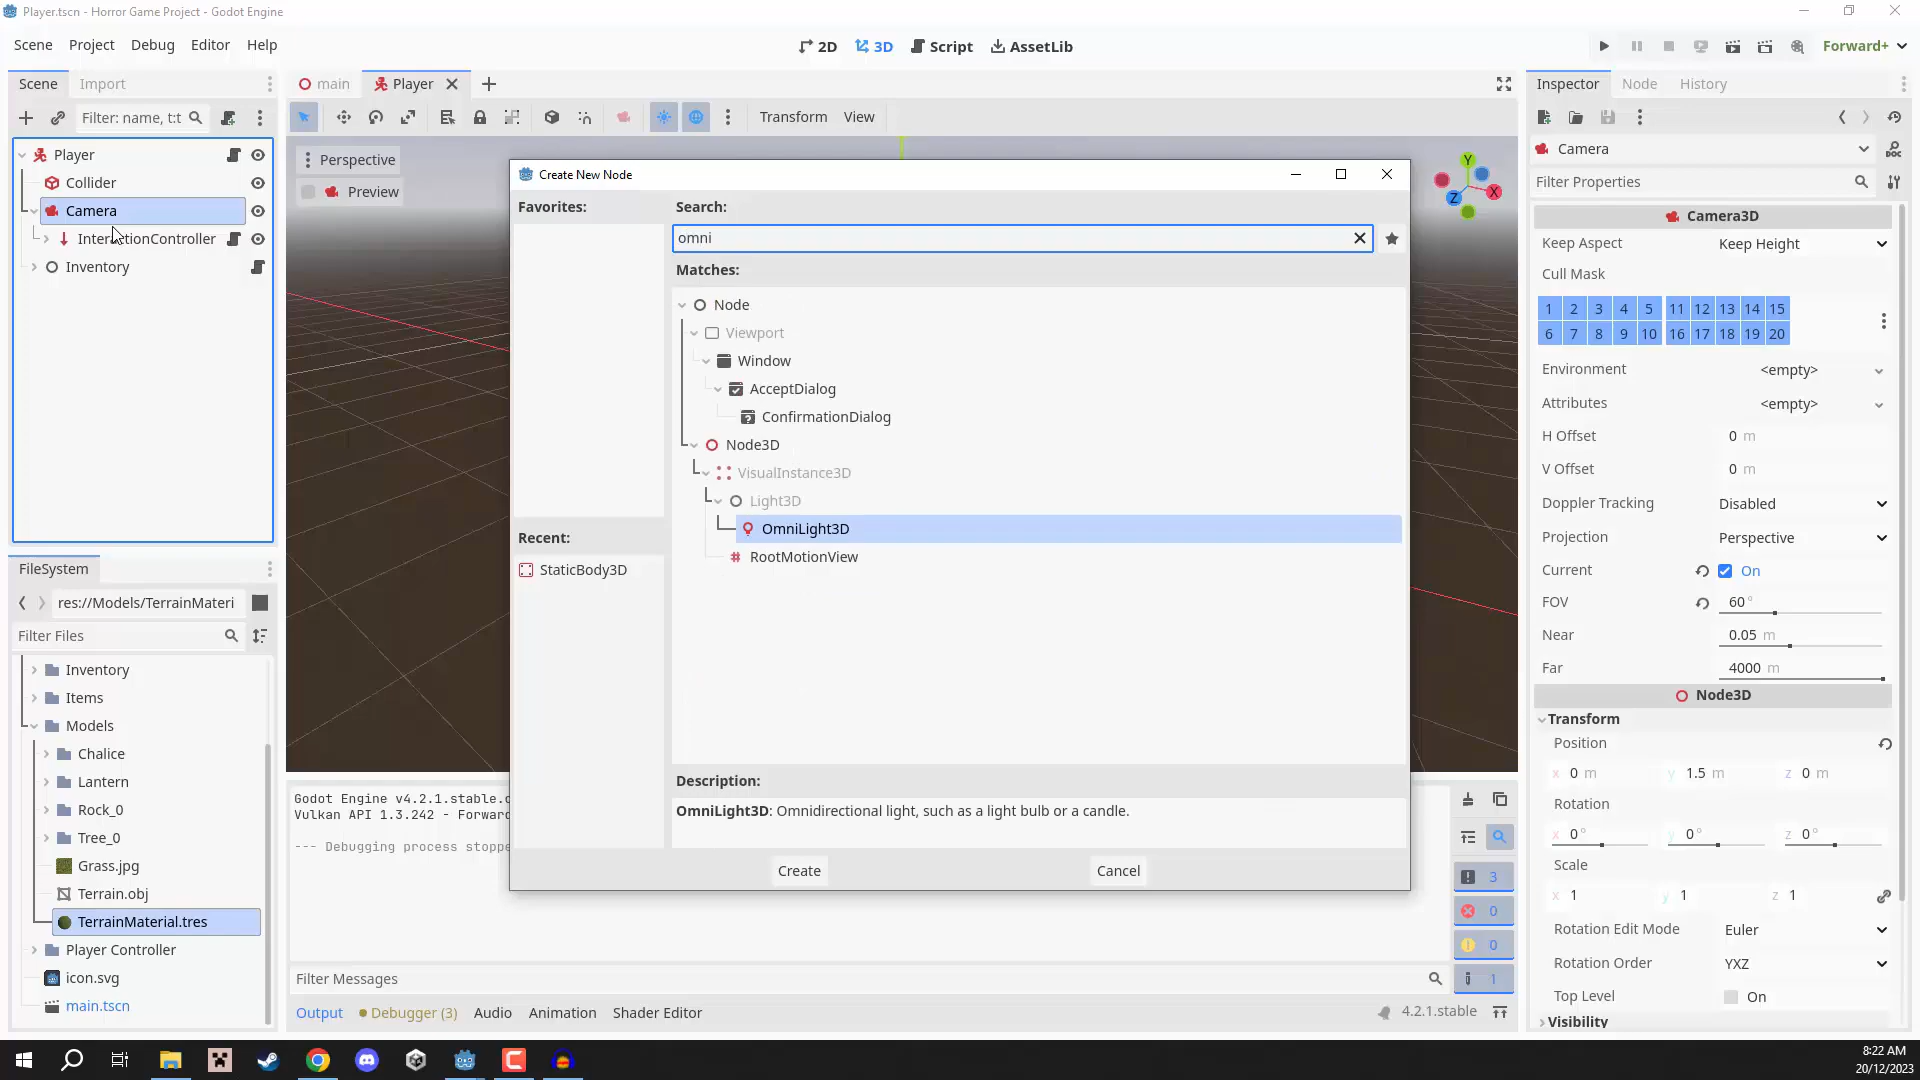 Player.tscn - Horror Game Project - Godot Engine
Scene Project Debug Editor Help
2D 3D Script AssetLib
Forward+
Scene Import
main Player
Inspector Node History
Filter: name, t:t
Transform View
Player
Collider
Camera
InteractionController
Inventory
Perspective
Preview
Y
X
Z
Create New Node
Favorites:
Search:
omni
Matches:
Node
Viewport
Window
AcceptDialog
ConfirmationDialog
Node3D
VisualInstance3D
Light3D
OmniLight3D
RootMotionView
Recent:
StaticBody3D
Description:
OmniLight3D: Omnidirectional light, such as a light bulb or a candle.
Create Cancel
Camera
Filter Properties
Camera3D
Keep Aspect Keep Height
Cull Mask
1 2 3 4 5 11 12 13 14 15
6 7 8 9 10 16 17 18 19 20
Environment <empty>
Attributes <empty>
H Offset 0 m
V Offset 0 m
Doppler Tracking Disabled
Projection Perspective
Current On
FOV 60 °
Near 0.05 m
Far 4000 m
Node3D
Transform
Position
x 0 m y 1.5 m z 0 m
Rotation
x 0 ° y 0 ° z 0 °
Scale
x 1 y 1 z 1
Rotation Edit Mode Euler
Rotation Order YXZ
Top Level On
Visibility
FileSystem
res://Models/TerrainMateri
Filter Files
Inventory
Items
Models
Chalice
Lantern
Rock_0
Tree_0
Grass.jpg
Terrain.obj
TerrainMaterial.tres
Player Controller
icon.svg
main.tscn
Godot Engine v4.2.1.stable.o
Vulkan API 1.3.242 - Forwar
--- Debugging process stoppe
3
0
0
1
Filter Messages
Output Debugger (3) Audio Animation Shader Editor
4.2.1.stable
8:22 AM
20/12/2023